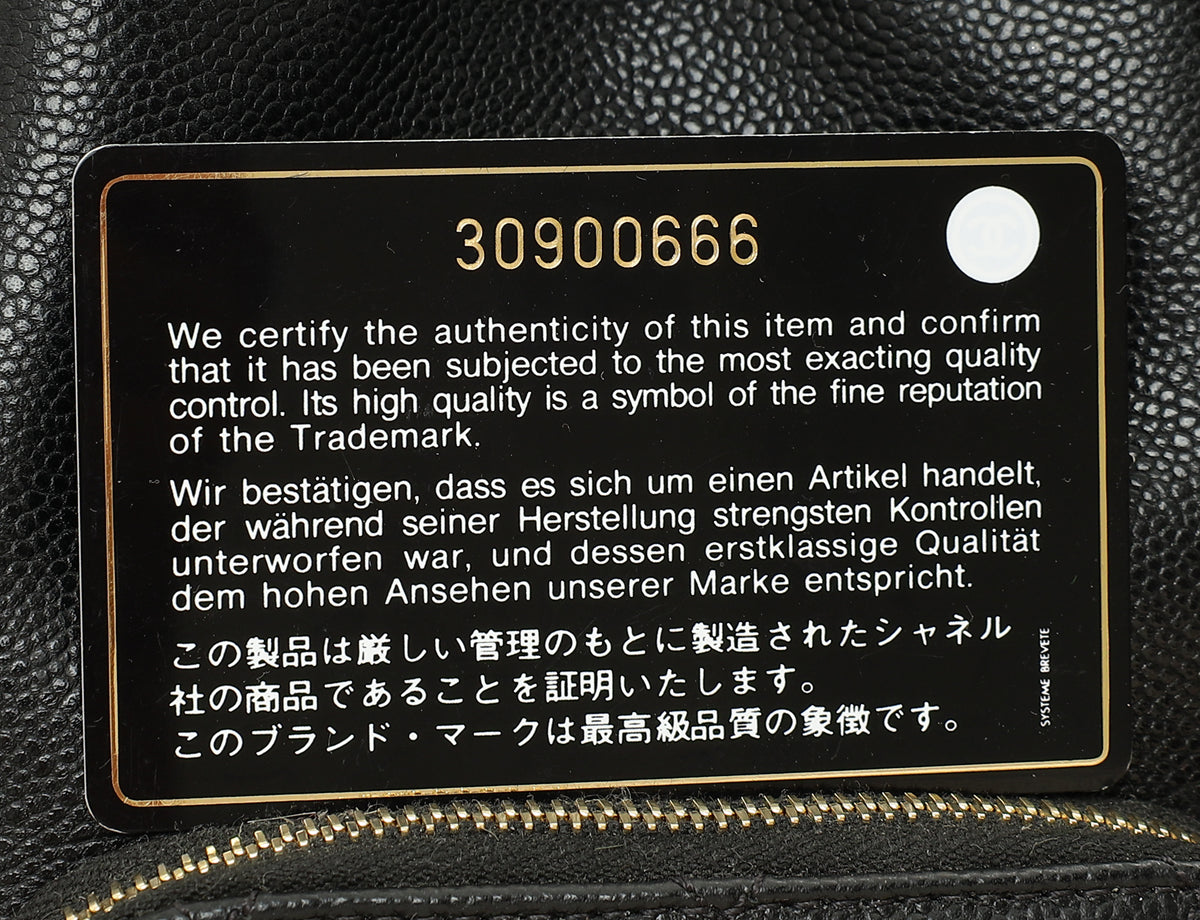 30900666
We certify the authenticity of this item and confirm
that it has been subjected to the most exacting quality
control. Its high quality is a symbol of the fine reputation
of the Trademark.
Wir bestätigen, dass es sich um einen Artikel handelt,
der während seiner Herstellung strengsten Kontrollen
unterworfen war, und dessen erstklassige Qualität
dem hohen Ansehen unserer Marke entspricht.
この製品は厳しい管理のもとに製造されたシャネル
社の商品であることを証明いたします。
このブランド・マークは最高級品質の象徴です。
SYSTEME BREVETE